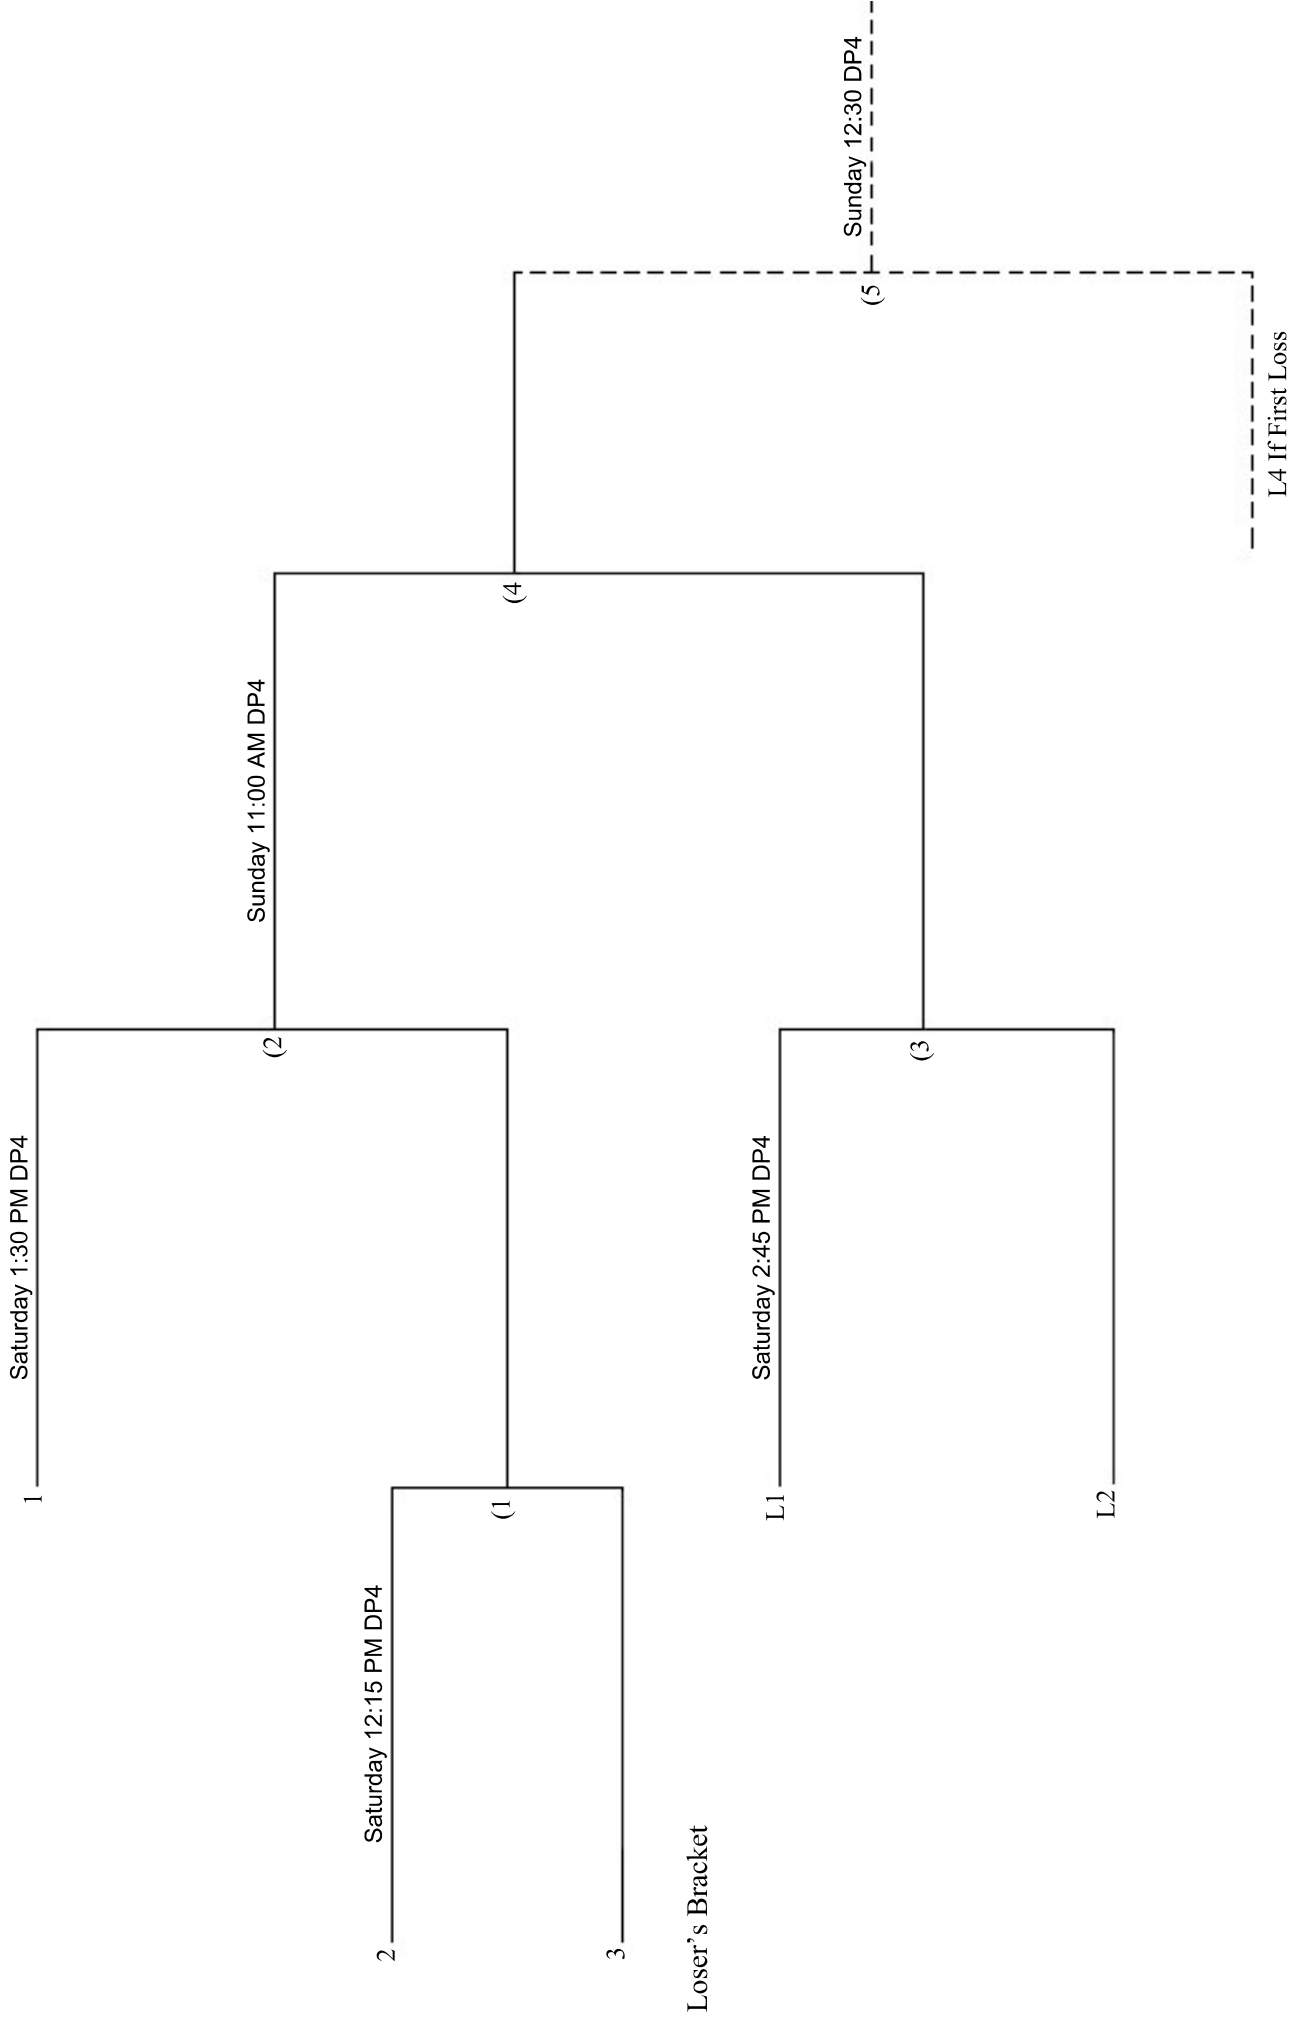 1
Saturday 1:30 PM DP4
(2
Sunday 11:00 AM DP4
2
Saturday 12:15 PM DP4
(1
3
(4
Loser's Bracket
L1
Saturday 2:45 PM DP4
(3
L2
(5
Sunday 12:30 DP4
L4 If First Loss